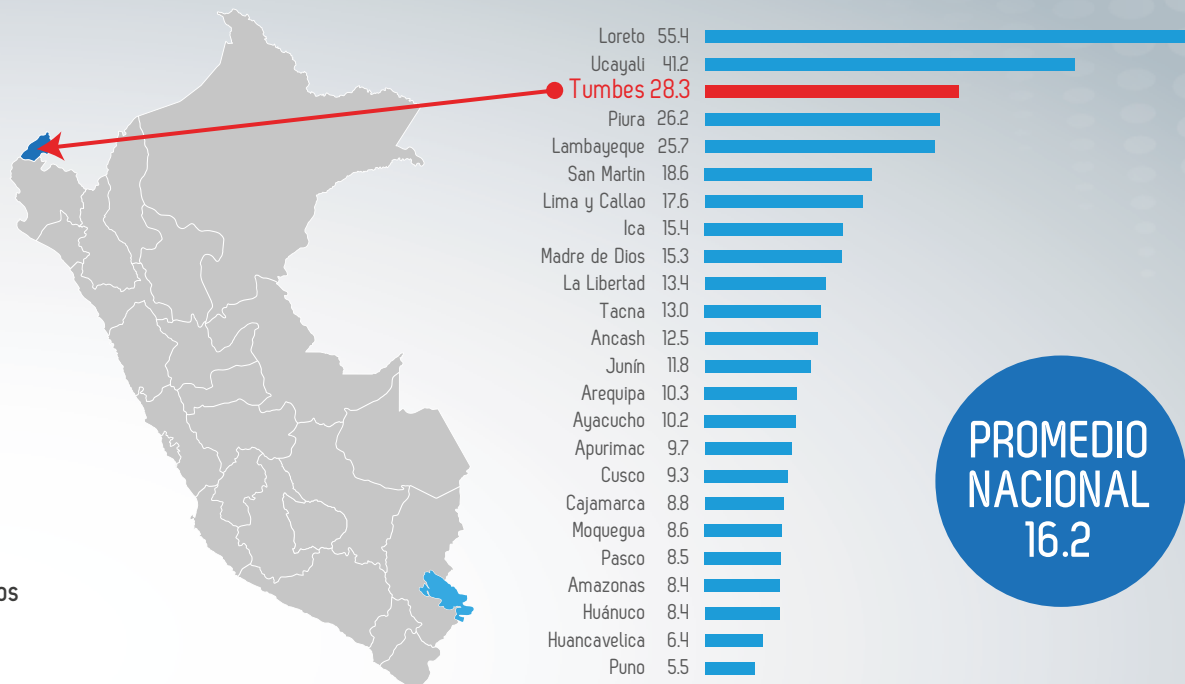 Loreto 55.4
Ucayali 41.2
Tumbes 28.3
Piura 26.2
Lambayeque 25.7
San Martin 18.6
Lima y Callao 17.6
Ica 15.4
Madre de Dios 15.3
La Libertad 13.4
Tacna 13.0
Ancash 12.5
Junín 11.8
Arequipa 10.3
Ayacucho 10.2
Apurimac 9.7
Cusco 9.3
Cajamarca 8.8
Moquegua 8.6
Pasco 8.5
Amazonas 8.4
Huánuco 8.4
Huancavelica 6.4
Puno 5.5
PROMEDIO
NACIONAL
16.2
os